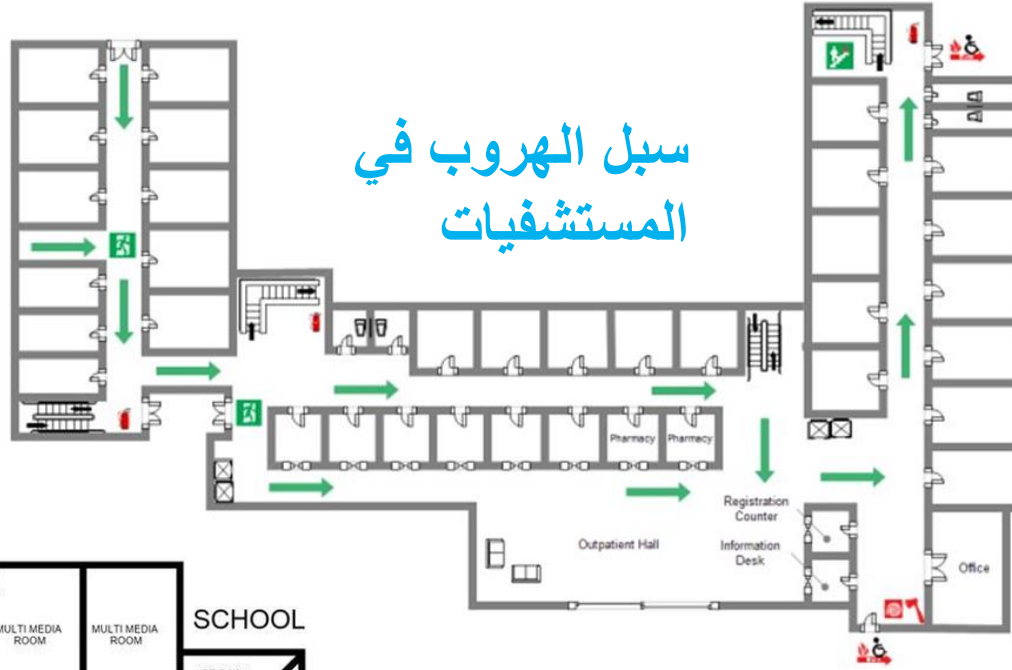 سبل الهروب في
المستشفيات
Pharmacy
Pharmacy
Registration
Counter
Outpatient Hall
Information
Desk
Office
SCHOOL
MULTI MEDIA
ROOM
MULTI MEDIA
ROOM